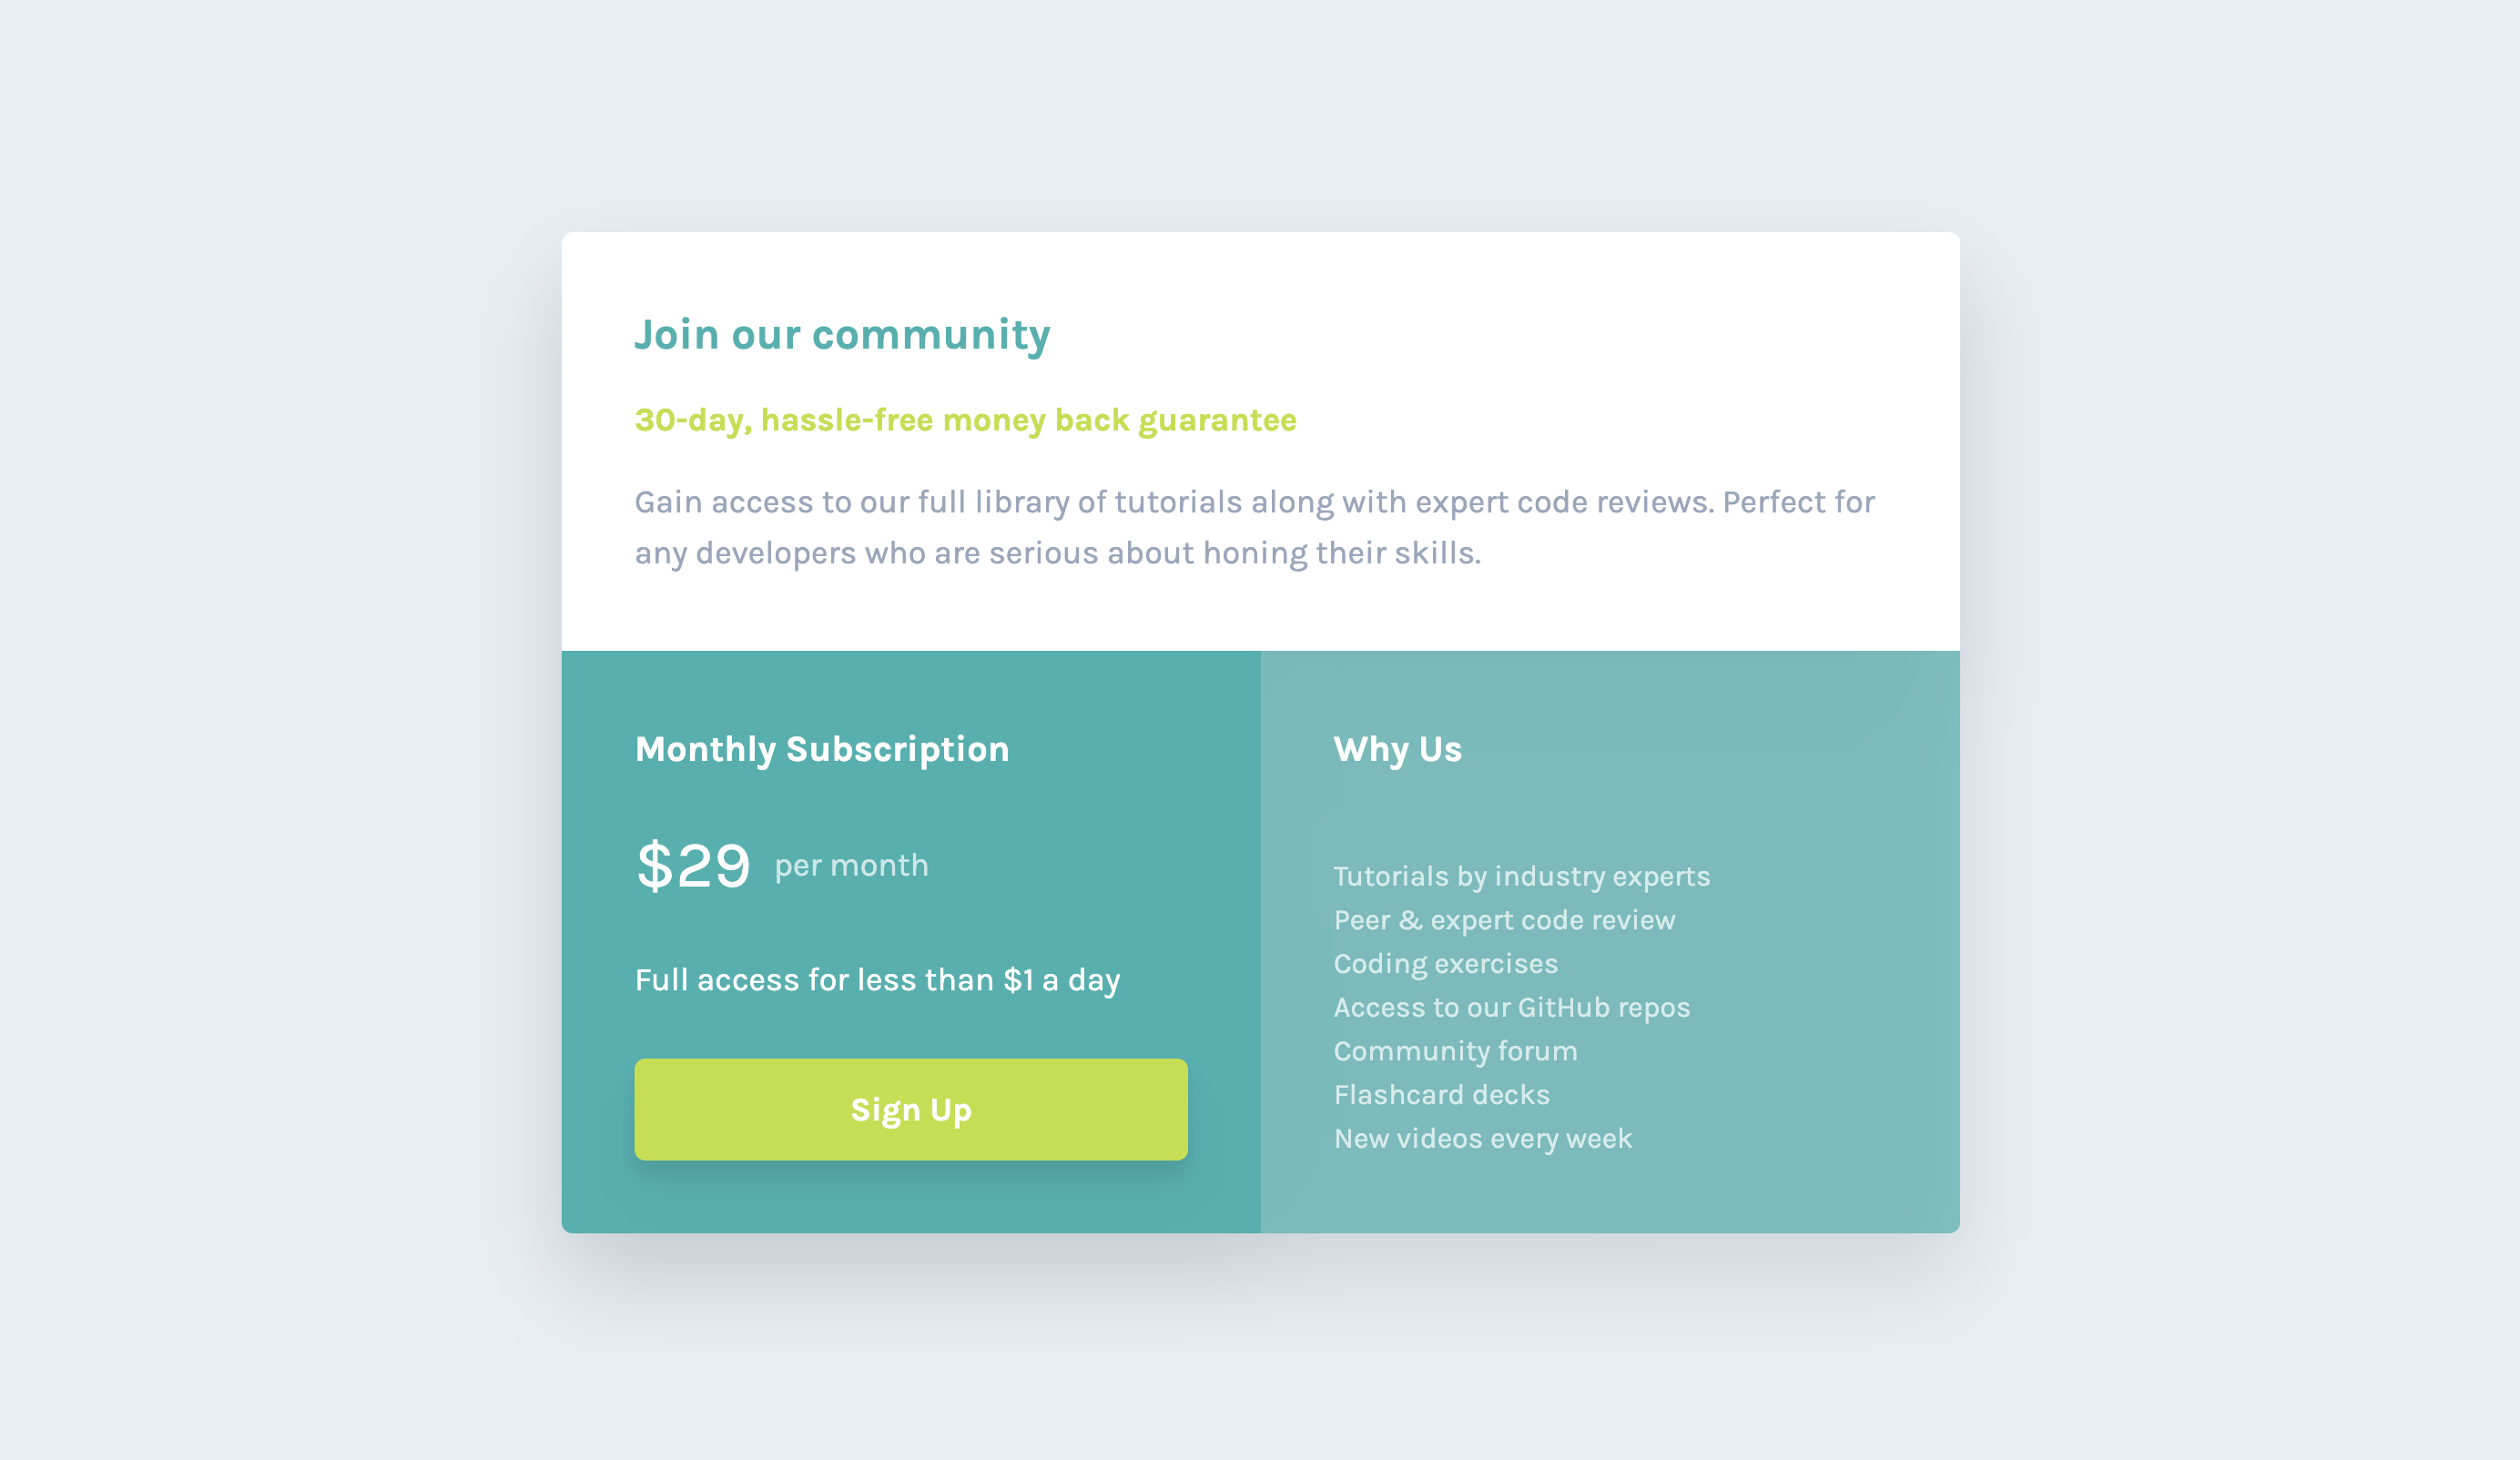 Join our community
30-day, hassle-free money back guarantee
Gain access to our full library of tutorials along with expert code reviews. Perfect for
any developers who are serious about honing their skills.
Monthly Subscription
$29 per month
Full access for less than $1 a day
Sign Up
Why Us
Tutorials by industry experts
Peer & expert code review
Coding exercises
Access to our GitHub repos
Community forum
Flashcard decks
New videos every week